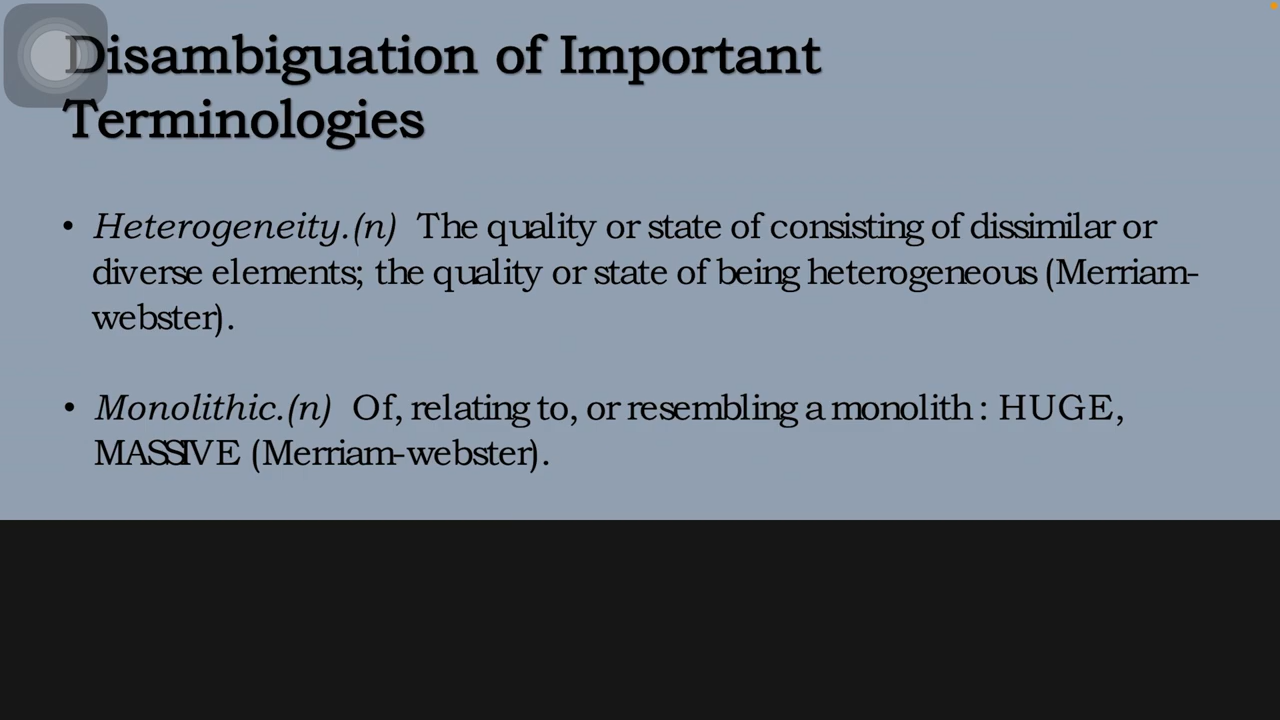 Disambiguation of Important
Terminologies
• Heterogeneity.(n) The quality or state of consisting of dissimilar or
diverse elements; the quality or state of being heterogeneous (Merriam-
webster).
• Monolithic.(n) Of, relating to, or resembling a monolith : HUGE,
MASSIVE (Merriam-webster).